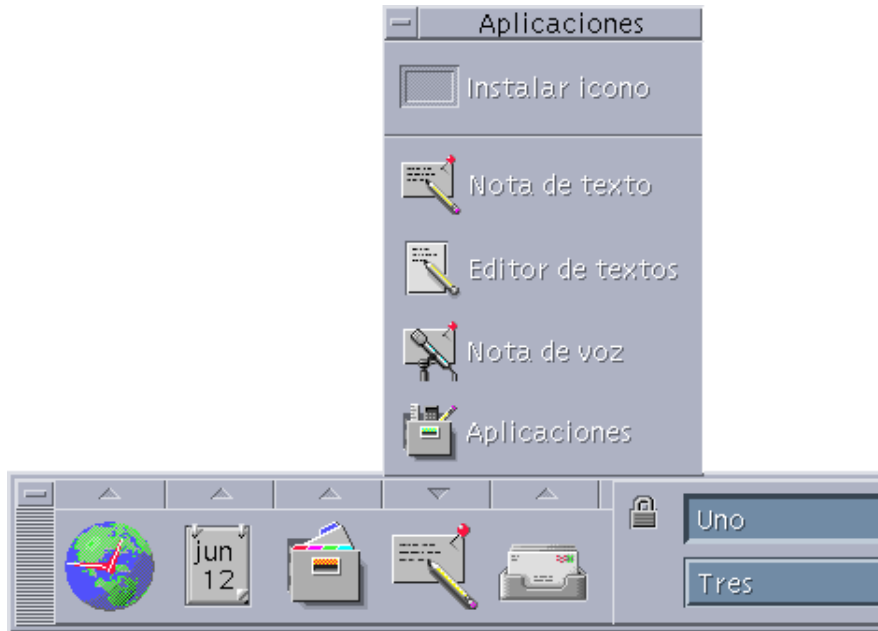 Aplicaciones
Instalar icono
Nota de texto
Editor de textos
Nota de voz
Aplicaciones
jun
12
Uno
Tres